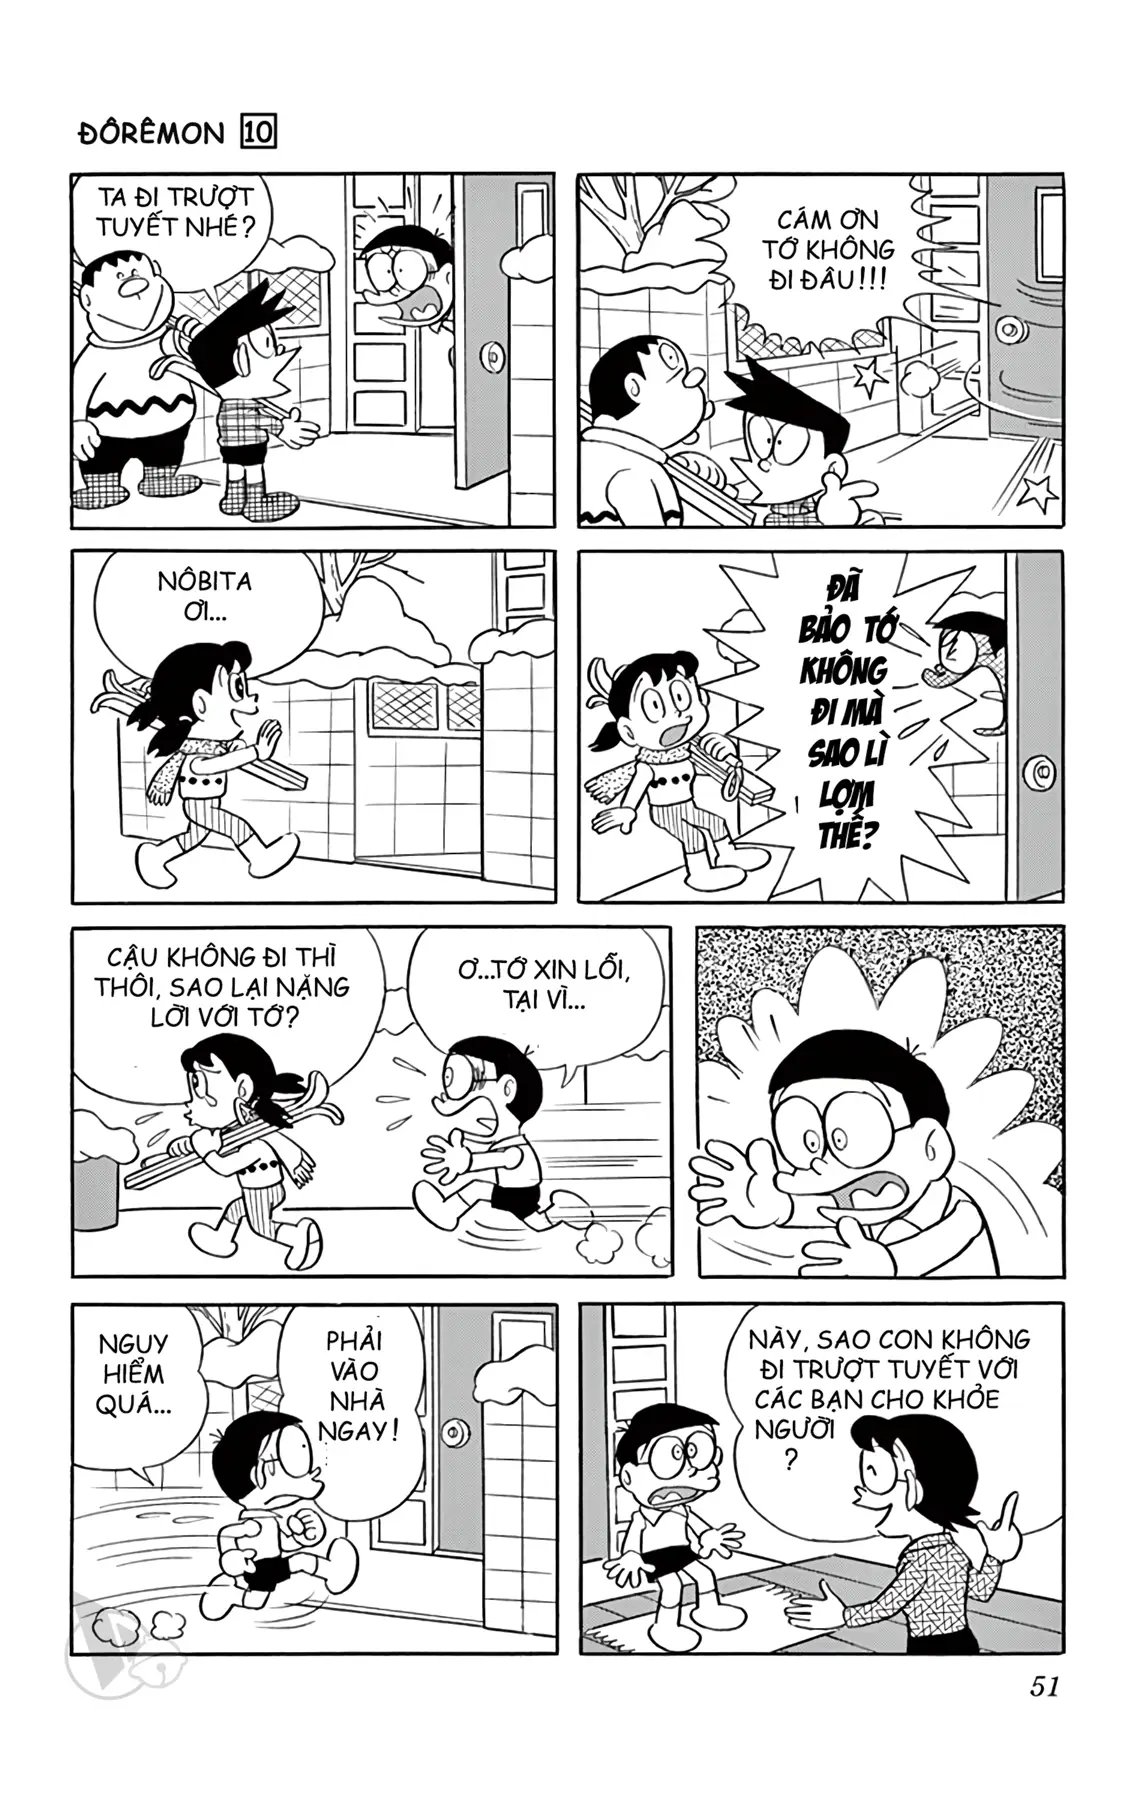 ĐÔRÊMON 10
TA ĐI TRƯỢT
TUYẾT NHÉ?
CÁM ƠN
TỚ KHÔNG
ĐI ĐÂU!!!
NÔBITA
ƠI...
ĐÃ
BẢO TỚ
KHÔNG
ĐI MÀ
SAO LÌ
LỢM
THẾ?
CẬU KHÔNG ĐI THÌ
THÔI, SAO LẠI NẶNG
LỜI VỚI TỚ?
Ơ...TỚ XIN LỖI,
TẠI VÌ...
NGUY
HIỂM
QUÁ...
PHẢI
VÀO
NHÀ
NGAY!
NÀY, SAO CON KHÔNG
ĐI TRƯỢT TUYẾT VỚI
CÁC BẠN CHO KHỎE
NGƯỜI
?
51